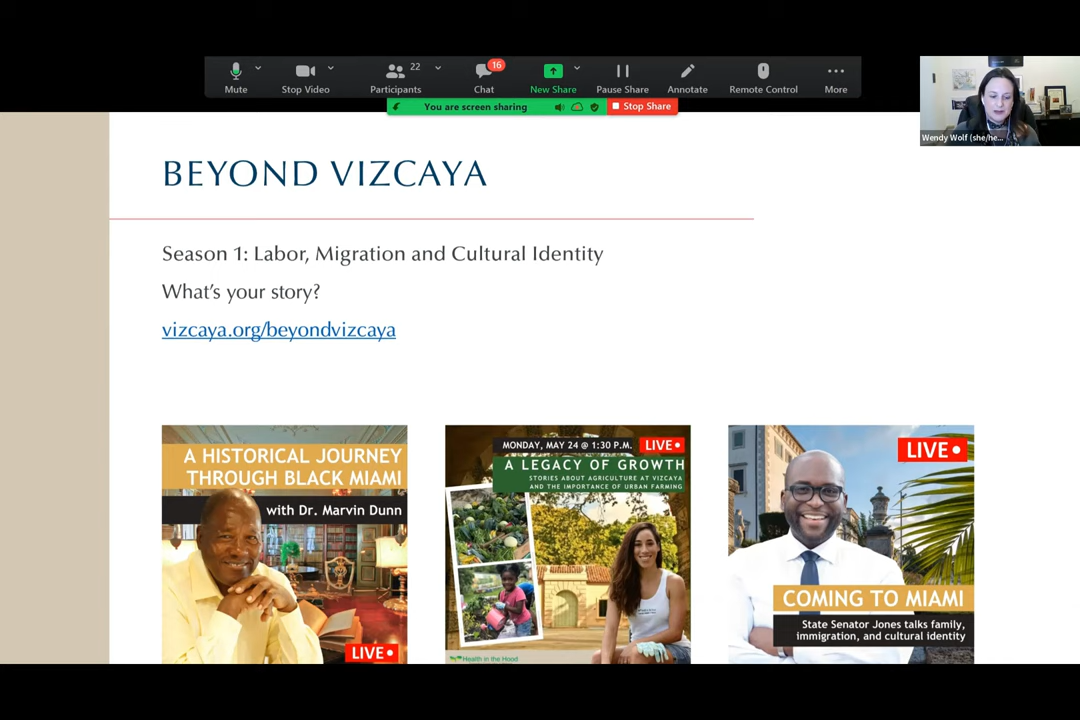 16
22
Mute
Stop Video
Participants
Chat
New Share
Pause Share
Annotate
Remote Control
More
You are screen sharing
Stop Share
Wendy Wolf (she/he...
BEYOND VIZCAYA
Season 1: Labor, Migration and Cultural Identity
What's your story?
vizcaya.org/beyondvizcaya
A HISTORICAL JOURNEY
THROUGH BLACK MIAMI
with Dr. Marvin Dunn
LIVE
MONDAY, MAY 24 @ 1:30 P.M.
LIVE
A LEGACY OF GROWTH
STORIES ABOUT AGRICULTURE AT VIZCAYA
AND THE IMPORTANCE OF URBAN FARMING
Health in the Hood
LIVE
COMING TO MIAMI
State Senator Jones talks family,
immigration, and cultural identity